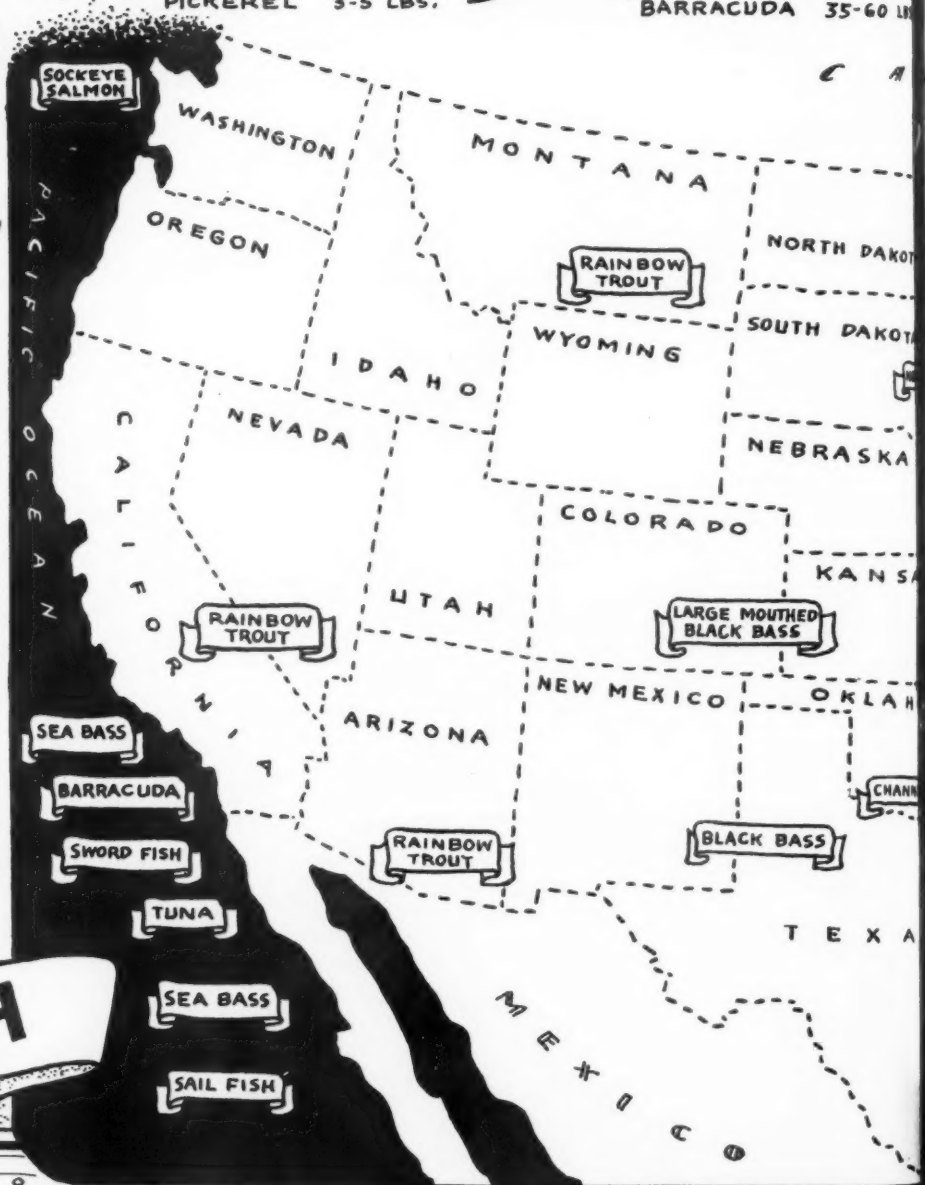 PICKEREL 3-5 LBS.
BARRACUDA 35-60
SOCKEYE
SALMON
WASHINGTON
MONTANA
OREGON
PACIFIC OCEAN
NORTH DAKOT
RAINBOW
TROUT
SOUTH DAKOT
WYOMING
IDAHO
NEVADA
CALIFORNIA
NEBRASKA
COLORADO
KANSA
UTAH
RAINBOW
TROUT
LARGE MOUTHED
BLACK BASS
NEW MEXICO
OKLAH
ARIZONA
SEA BASS
BARRACUDA
CHANN
SWORD FISH
RAINBOW
TROUT
BLACK BASS
TUNA
TEXA
SEA BASS
MEXICO
SAIL FISH